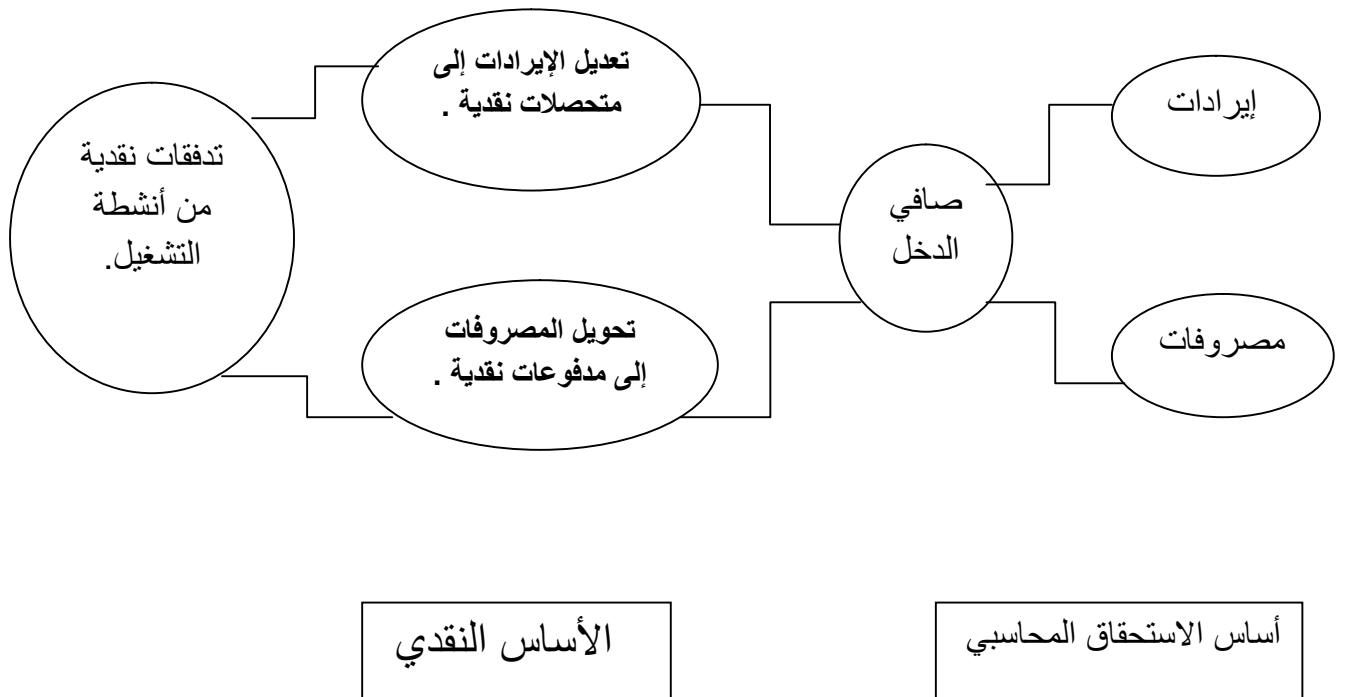 إيرادات
مصروفات
صافي
الدخل
تعديل الإيرادات إلى
متحصلات نقدية .
تحويل المصروفات
إلى مدفوعات نقدية .
تدفقات نقدية
من أنشطة
التشغيل.
أساس الاستحقاق المحاسبي
الأساس النقدي